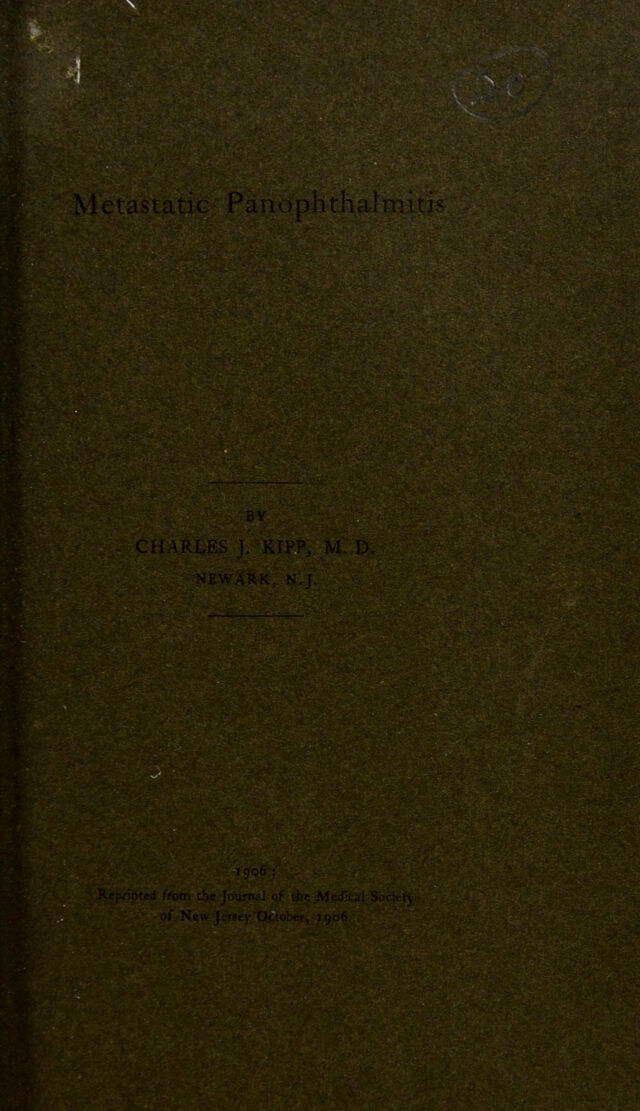 20
Metastatic Panophthalmitis
BY
CHARLES J. KIPP, M. D.
NEWARK, N. J.
1906:
Reprinted from the Journal of the Medical Society
of New Jersey October, 1906